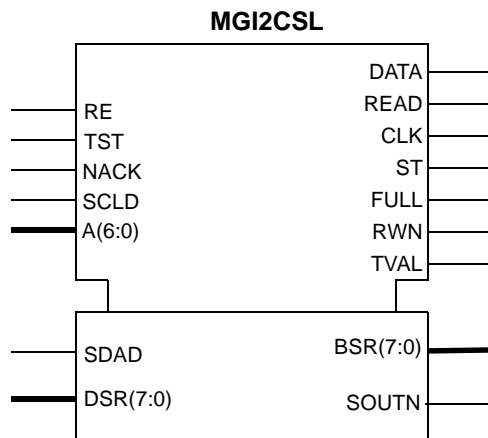 MGI2CSL
RE
TST
NACK
SCLD
A(6:0)
DATA
READ
CLK
ST
FULL
RWN
TVAL
SDAD
DSR(7:0)
BSR(7:0)
SOUTN